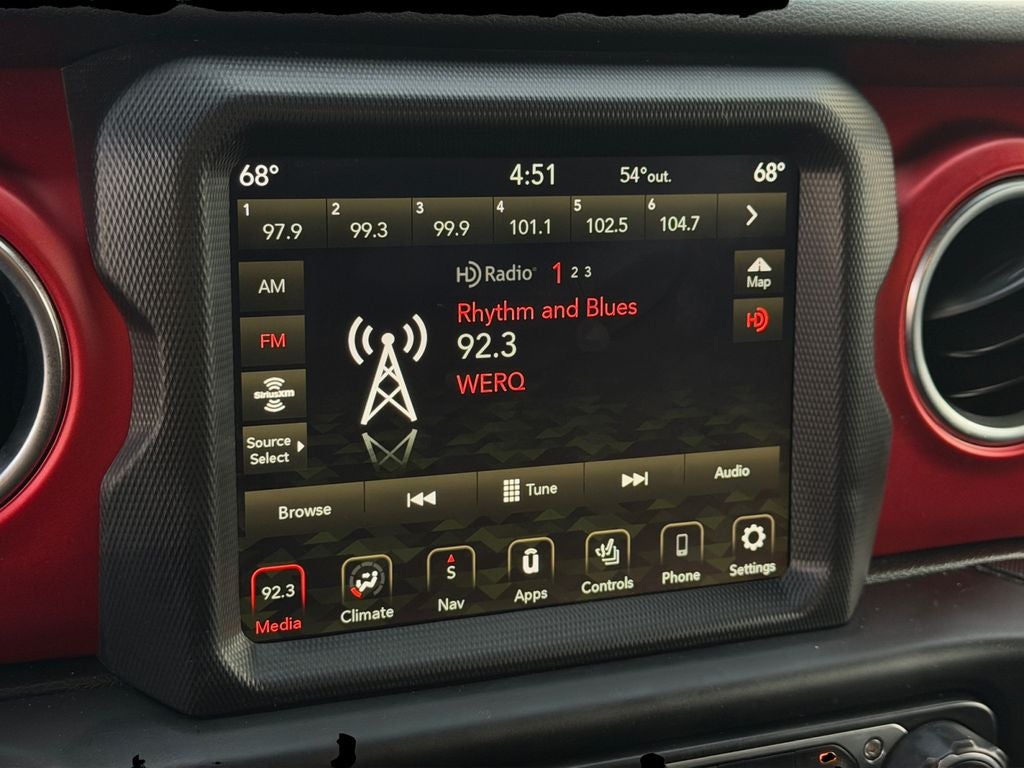 68° 4:51 54°out. 68°
1 97.9 2 99.3 3 99.9 4 101.1 5 102.5 6 104.7
AM
FM
SiriusXM
Source
Select
HD Radio 1 2 3
Rhythm and Blues
92.3
WERQ
Map
HD
Browse Tune Audio
92.3 S
Media Climate Nav Apps Controls Phone Settings